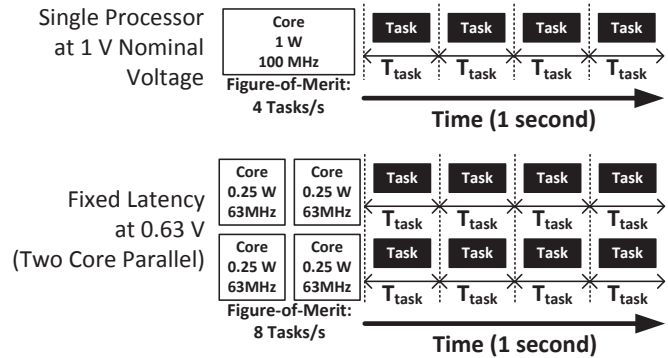 Single Processor
at 1 V Nominal
Voltage
Core
1 W
100 MHz
Figure-of-Merit:
4 Tasks/s
Task Task Task Task
Ttask Ttask Ttask Ttask
Time (1 second)
Fixed Latency
at 0.63 V
(Two Core Parallel)
Core Core
0.25 W 0.25 W
63MHz 63MHz
Core Core
0.25 W 0.25 W
63MHz 63MHz
Figure-of-Merit:
8 Tasks/s
Task Task Task Task
Ttask Ttask Ttask Ttask
Task Task Task Task
Ttask Ttask Ttask Ttask
Time (1 second)